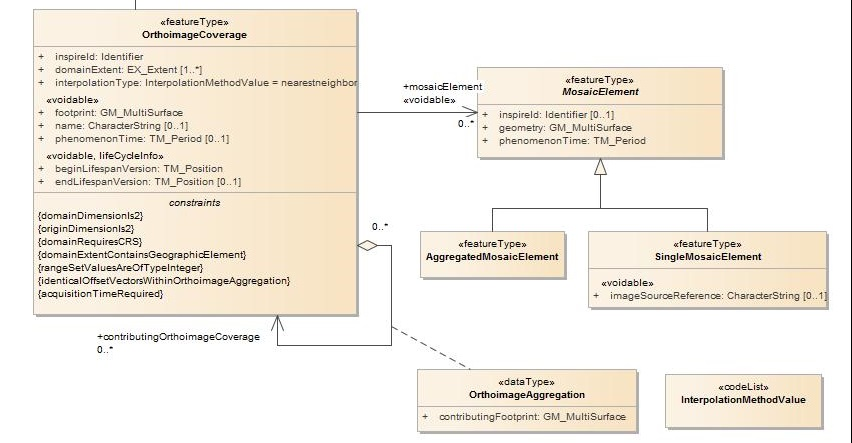 «featureType»
OrthoimageCoverage
+ inspireId: Identifier
+ domainExtent: EX_Extent [1..*]
+ interpolationType: InterpolationMethodValue = nearestneighbor
«voidable»
+ footprint: GM_MultiSurface
+ name: CharacterString [0..1]
+ phenomenonTime: TM_Period [0..1]
«voidable, lifeCycleInfo»
+ beginLifespanVersion: TM_Position
+ endLifespanVersion: TM_Position [0..1]
constraints
{domainDimensionIs2}
{originDimensionIs2}
{domainRequiresCRS}
{domainExtentContainsGeographicElement}
{rangeSetValuesAreOfTypeInteger}
{identicalOffsetVectorsWithinOrthoimageAggregation}
{acquisitionTimeRequired}
+mosaicElement
«voidable»
0..*
«featureType»
MosaicElement
+ inspireId: Identifier [0..1]
+ geometry: GM_MultiSurface
+ phenomenonTime: TM_Period
«featureType»
AggregatedMosaicElement
«featureType»
SingleMosaicElement
«voidable»
+ imageSourceReference: CharacterString [0..1]
0..*
+contributingOrthoimageCoverage
0..*
«dataType»
OrthoimageAggregation
+ contributingFootprint: GM_MultiSurface
«codeList»
InterpolationMethodValue